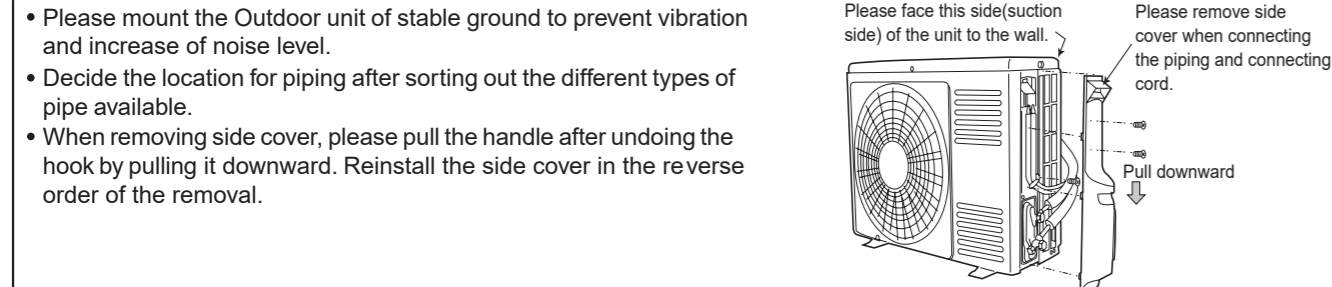 • Please mount the Outdoor unit of stable ground to prevent vibration
and increase of noise level.
• Decide the location for piping after sorting out the different types of
pipe available.
• When removing side cover, please pull the handle after undoing the
hook by pulling it downward. Reinstall the side cover in the reverse
order of the removal.
Please face this side(suction
side) of the unit to the wall.
Please remove side
cover when connecting
the piping and connecting
cord.
Pull downward